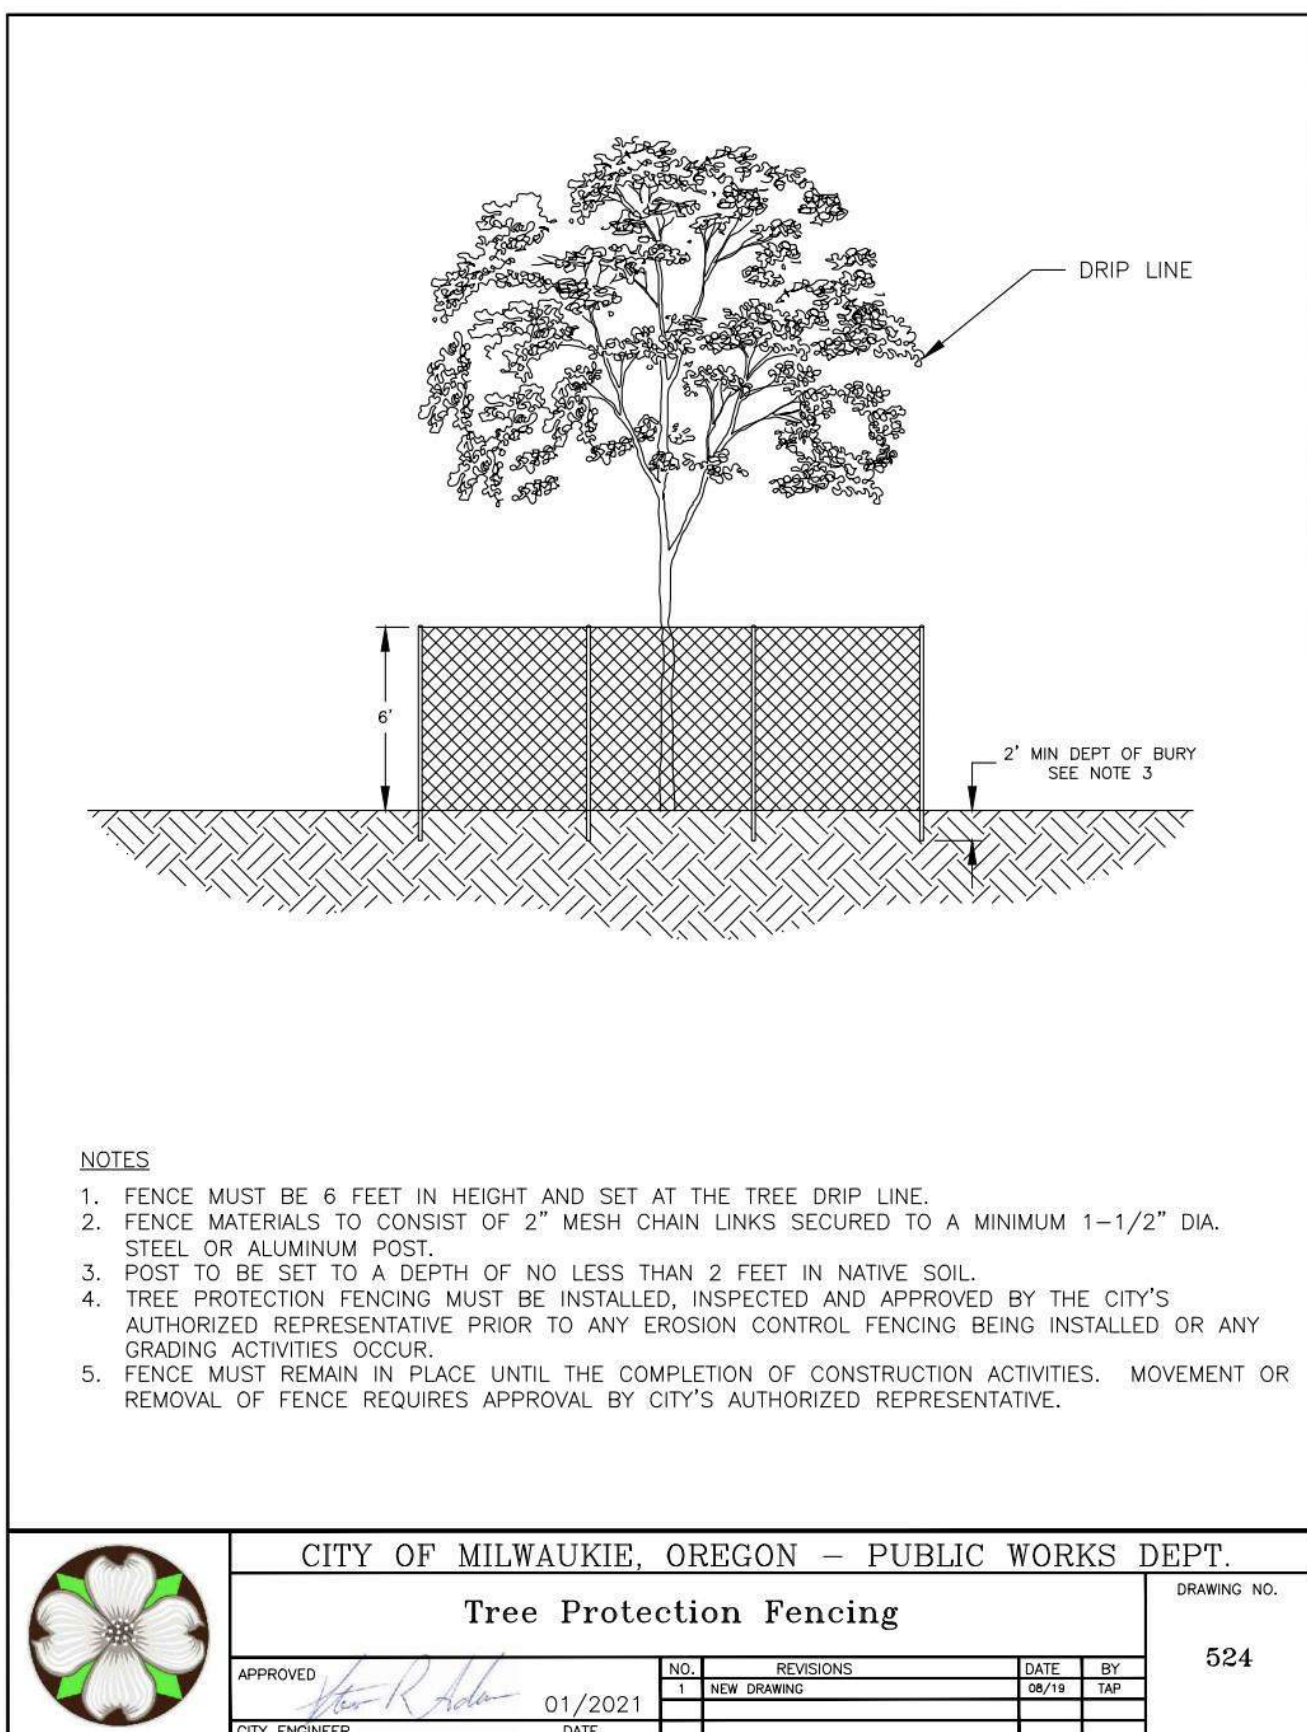 DRIP LINE
6'
2' MIN DEPT OF BURY
SEE NOTE 3
NOTES
1. FENCE MUST BE 6 FEET IN HEIGHT AND SET AT THE TREE DRIP LINE.
2. FENCE MATERIALS TO CONSIST OF 2" MESH CHAIN LINKS SECURED TO A MINIMUM 1-1/2" DIA.
STEEL OR ALUMINUM POST.
3. POST TO BE SET TO A DEPTH OF NO LESS THAN 2 FEET IN NATIVE SOIL.
4. TREE PROTECTION FENCING MUST BE INSTALLED, INSPECTED AND APPROVED BY THE CITY'S
AUTHORIZED REPRESENTATIVE PRIOR TO ANY EROSION CONTROL FENCING BEING INSTALLED OR ANY
GRADING ACTIVITIES OCCUR.
5. FENCE MUST REMAIN IN PLACE UNTIL THE COMPLETION OF CONSTRUCTION ACTIVITIES. MOVEMENT OR
REMOVAL OF FENCE REQUIRES APPROVAL BY CITY'S AUTHORIZED REPRESENTATIVE.
CITY OF MILWAUKIE, OREGON – PUBLIC WORKS DEPT.
Tree Protection Fencing
DRAWING NO.
524
APPROVED
01/2021
CITY ENGINEER DATE
NO. REVISIONS DATE BY
1 NEW DRAWING 08/19 TAP